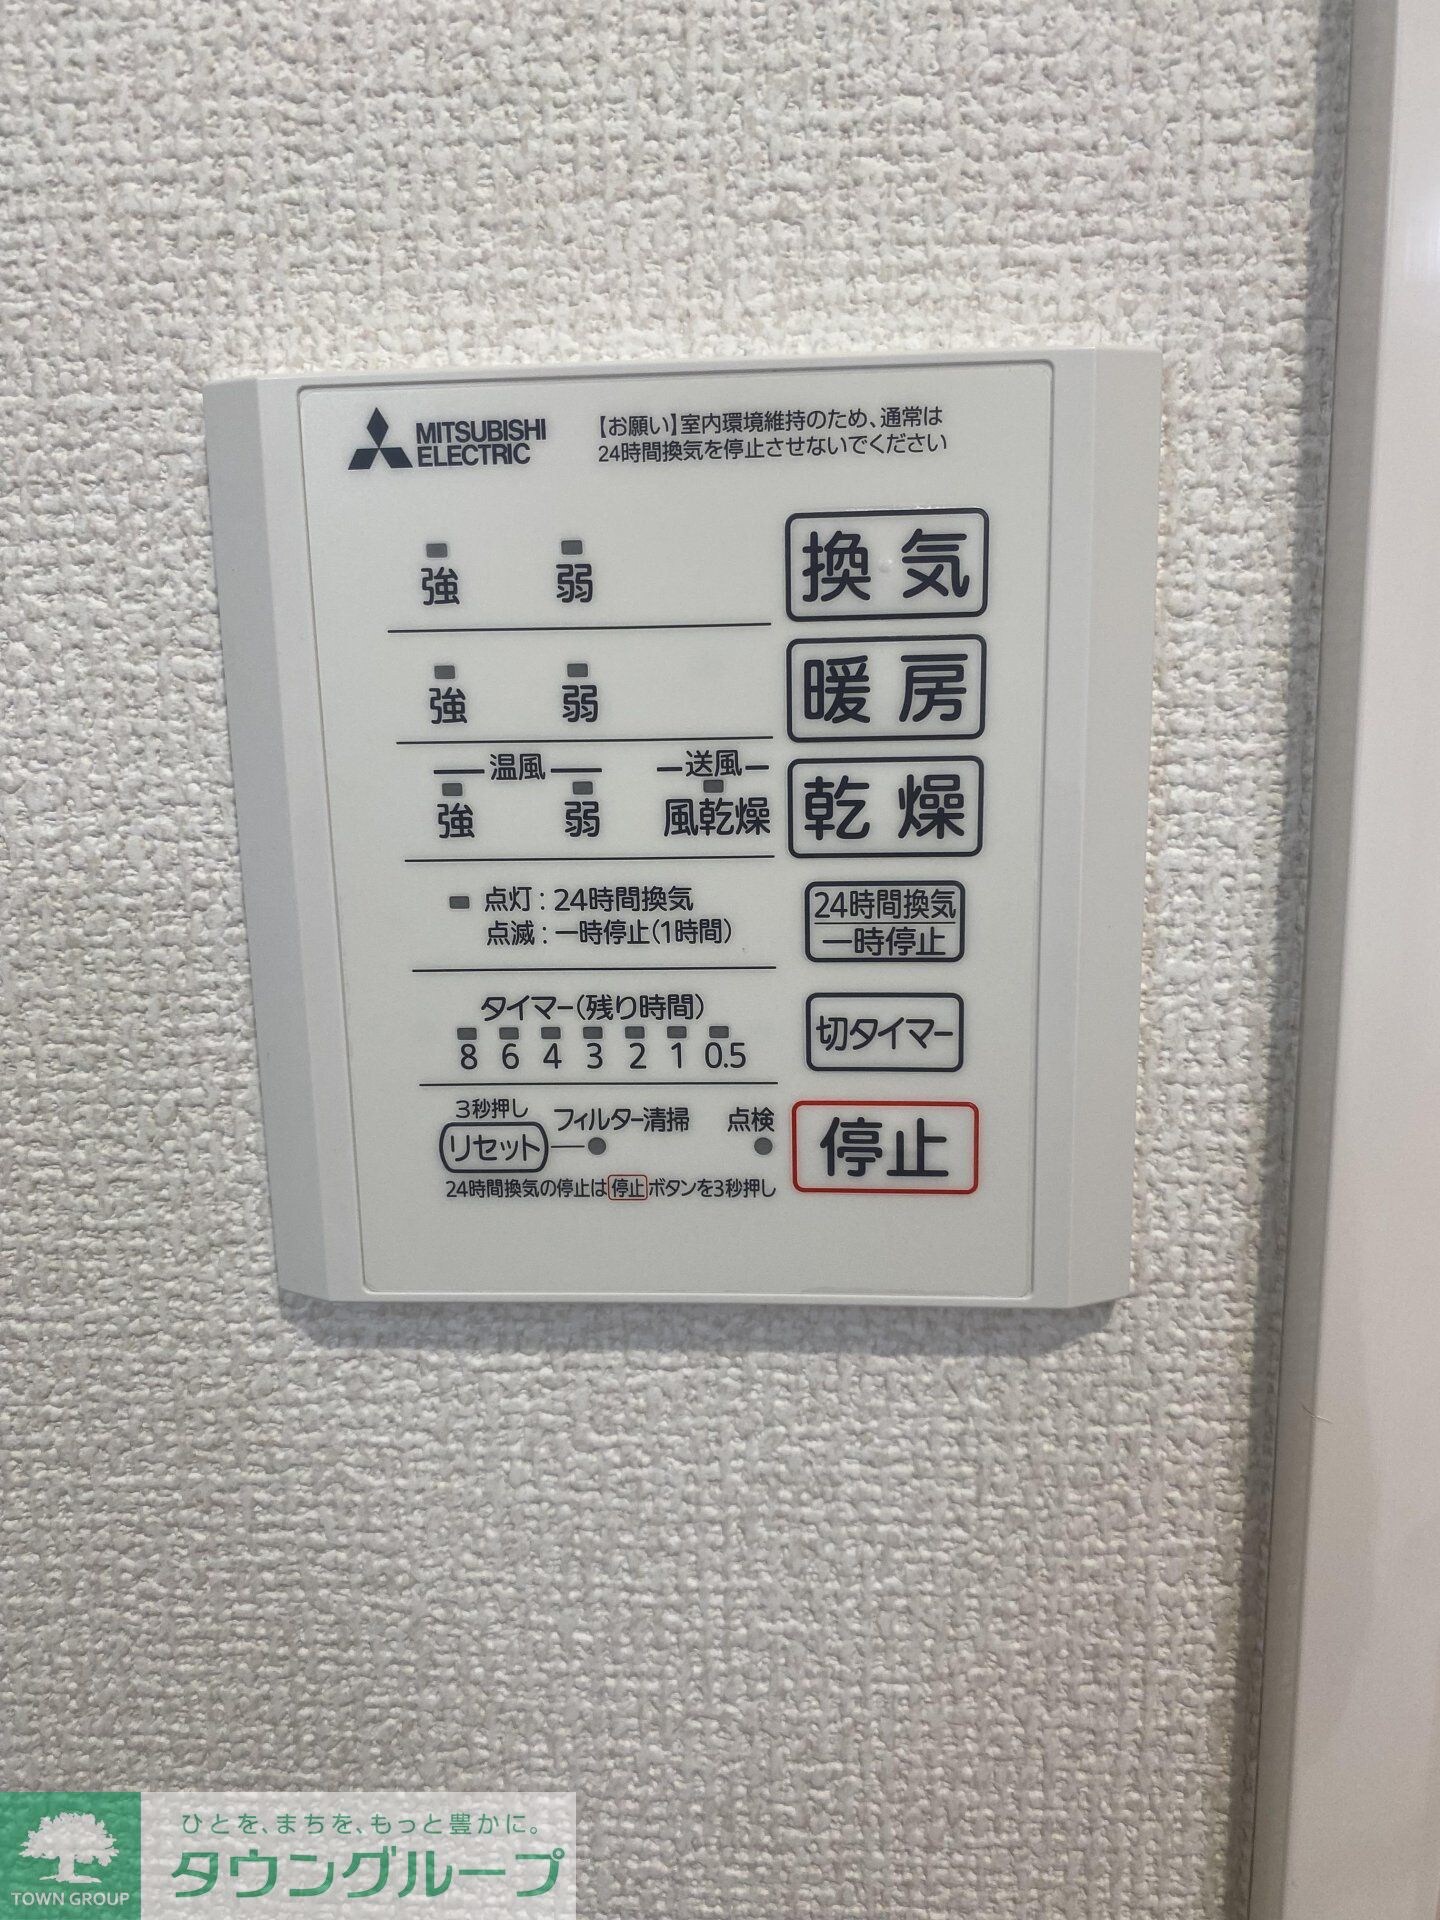 MITSUBISHI
ELECTRIC
【お願い】室内環境維持のため、通常は
24時間換気を停止させないでください
強 弱 換気
強 弱 暖房
温風 送風
強 弱 風乾燥 乾燥
点灯:24時間換気
点滅:一時停止(1時間)
24時間換気
一時停止
タイマー(残り時間)
8 6 4 3 2 1 0.5
切タイマー
3秒押し
リセット フィルター清掃 点検
停止
24時間換気の停止は停止ボタンを3秒押し
ひとを、まちを、もっと豊かに。
タウングループ
TOWN GROUP